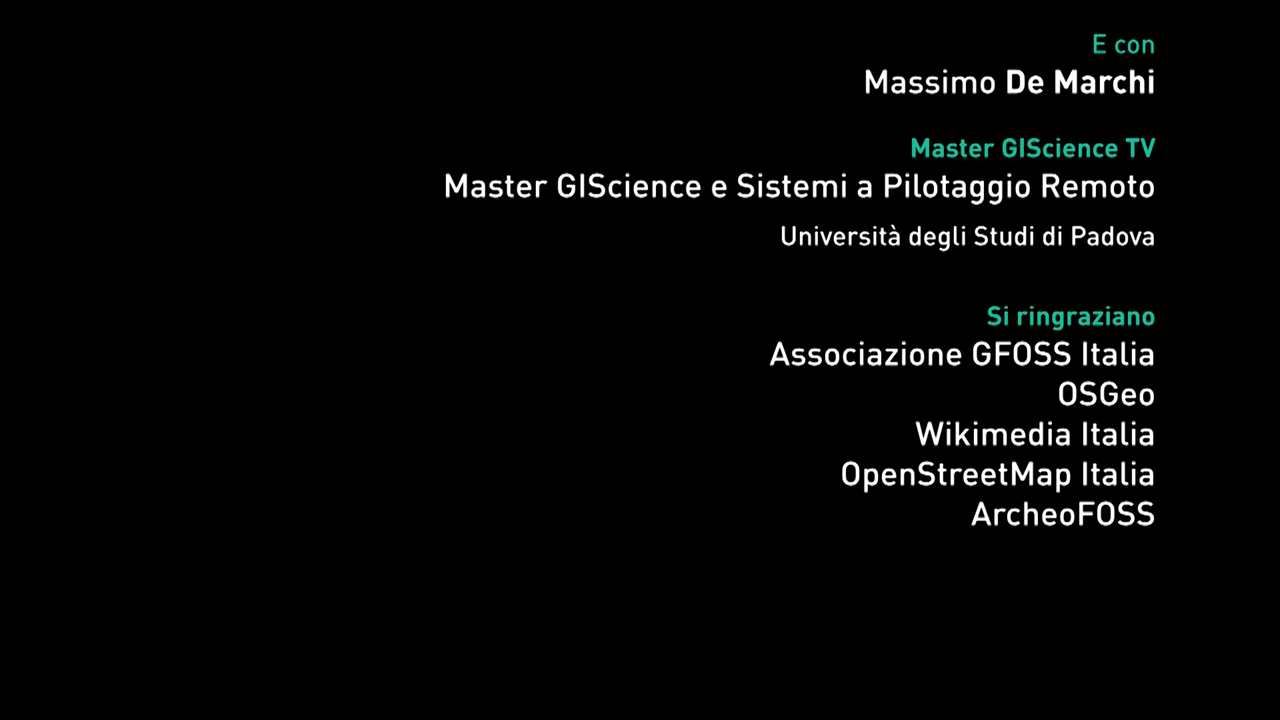 E con
Massimo De Marchi
Master GIScience TV
Master GIScience e Sistemi a Pilotaggio Remoto
Università degli Studi di Padova
Si ringraziano
Associazione GFOSS Italia
OSGeo
Wikimedia Italia
OpenStreetMap Italia
ArcheoFOSS